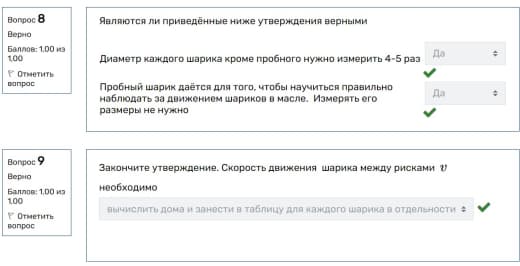 Вопрос 8
Верно
Баллов: 1,00 из
1,00
Отметить
вопрос
Являются ли приведённые ниже утверждения верными
Диаметр каждого шарика кроме пробного нужно измерить 4-5 раз
Да
Пробный шарик даётся для того, чтобы научиться правильно
наблюдать за движением шариков в масле. Измерять его
размеры не нужно
Да
Вопрос 9
Верно
Баллов: 1,00 из
1,00
Отметить
вопрос
Закончите утверждение. Скорость движения шарика между рисками υ
необходимо
вычислить дома и занести в таблицу для каждого шарика в отдельности